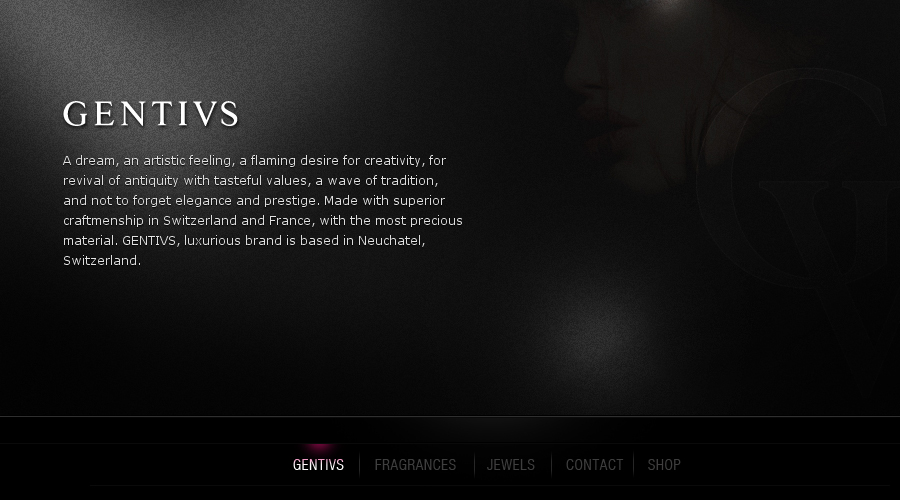 GENTIVS
A dream, an artistic feeling, a flaming desire for creativity, for
revival of antiquity with tasteful values, a wave of tradition,
and not to forget elegance and prestige. Made with superior
craftmenship in Switzerland and France, with the most precious
material. GENTIVS, luxurious brand is based in Neuchatel,
Switzerland.
GENTIVS FRAGRANCES JEWELS CONTACT SHOP